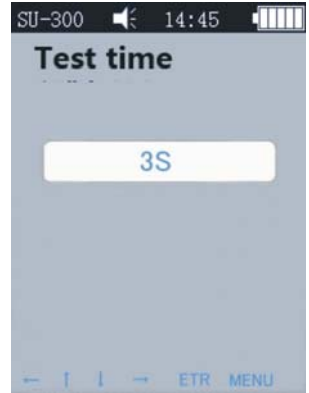 SU-300 14:45
Test time
3S
← ↑ ↓ → ETR MENU